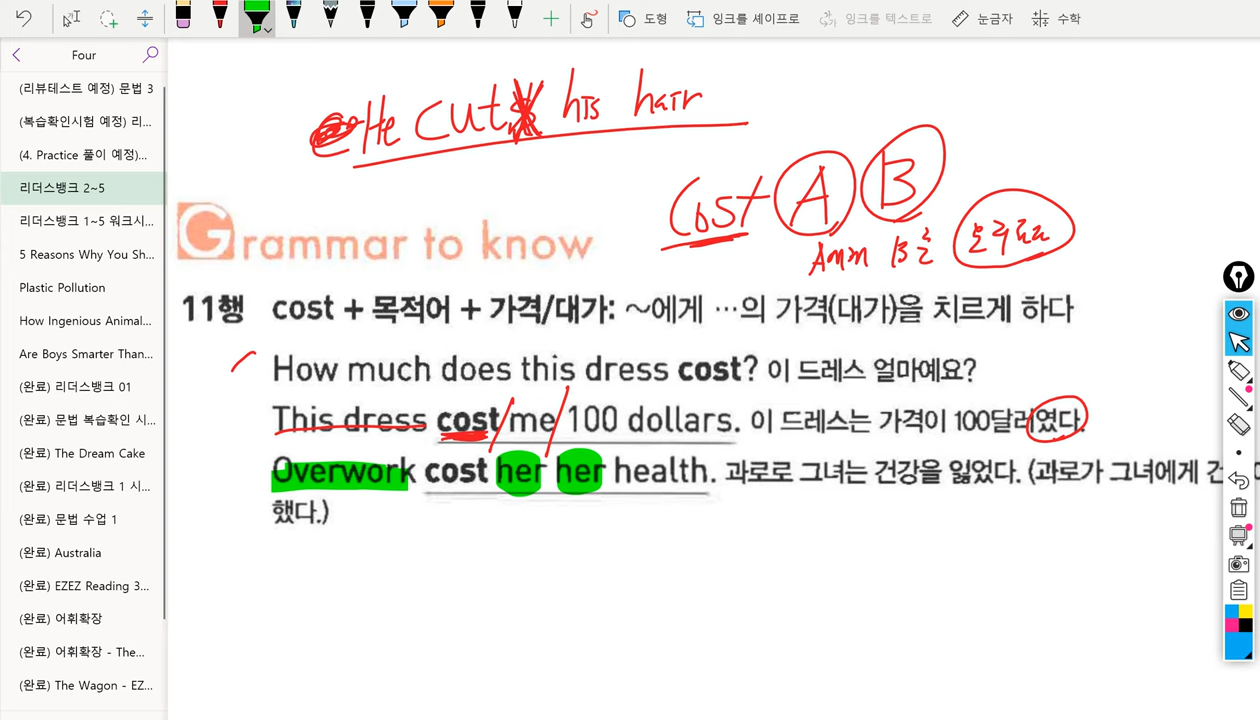 도형
잉크를 셰이프로
잉크를 텍스트로
눈금자
수학
Four
(리뷰테스트 예정) 문법 3
(복습확인시험 예정) 리...
(4. Practice 풀이 예정)...
리더스뱅크 2~5
리더스뱅크 1~5 워크시...
5 Reasons Why You Sh...
Plastic Pollution
How Ingenious Animal...
Are Boys Smarter Than...
(완료) 리더스뱅크 01
(완료) 문법 복습확인 시...
(완료) The Dream Cake
(완료) 리더스뱅크 1 시...
(완료) 문법 수업 1
(완료) Australia
(완료) EZEZ Reading 3...
(완료) 어휘확장
(완료) 어휘확장 - The...
(완료) The Wagon - EZ...
He cut his hair
Cost A B
B를
Grammar to know
11행 cost + 목적어 + 가격/대가: ~에게 …의 가격(대가)을 치르게 하다
How much does this dress cost? 이 드레스 얼마예요?
This dress cost / me / 100 dollars. 이 드레스는 가격이 100달러였다.
Overwork cost her her health. 과로로 그녀는 건강을 잃었다. (과로가 그녀에게
했다.)